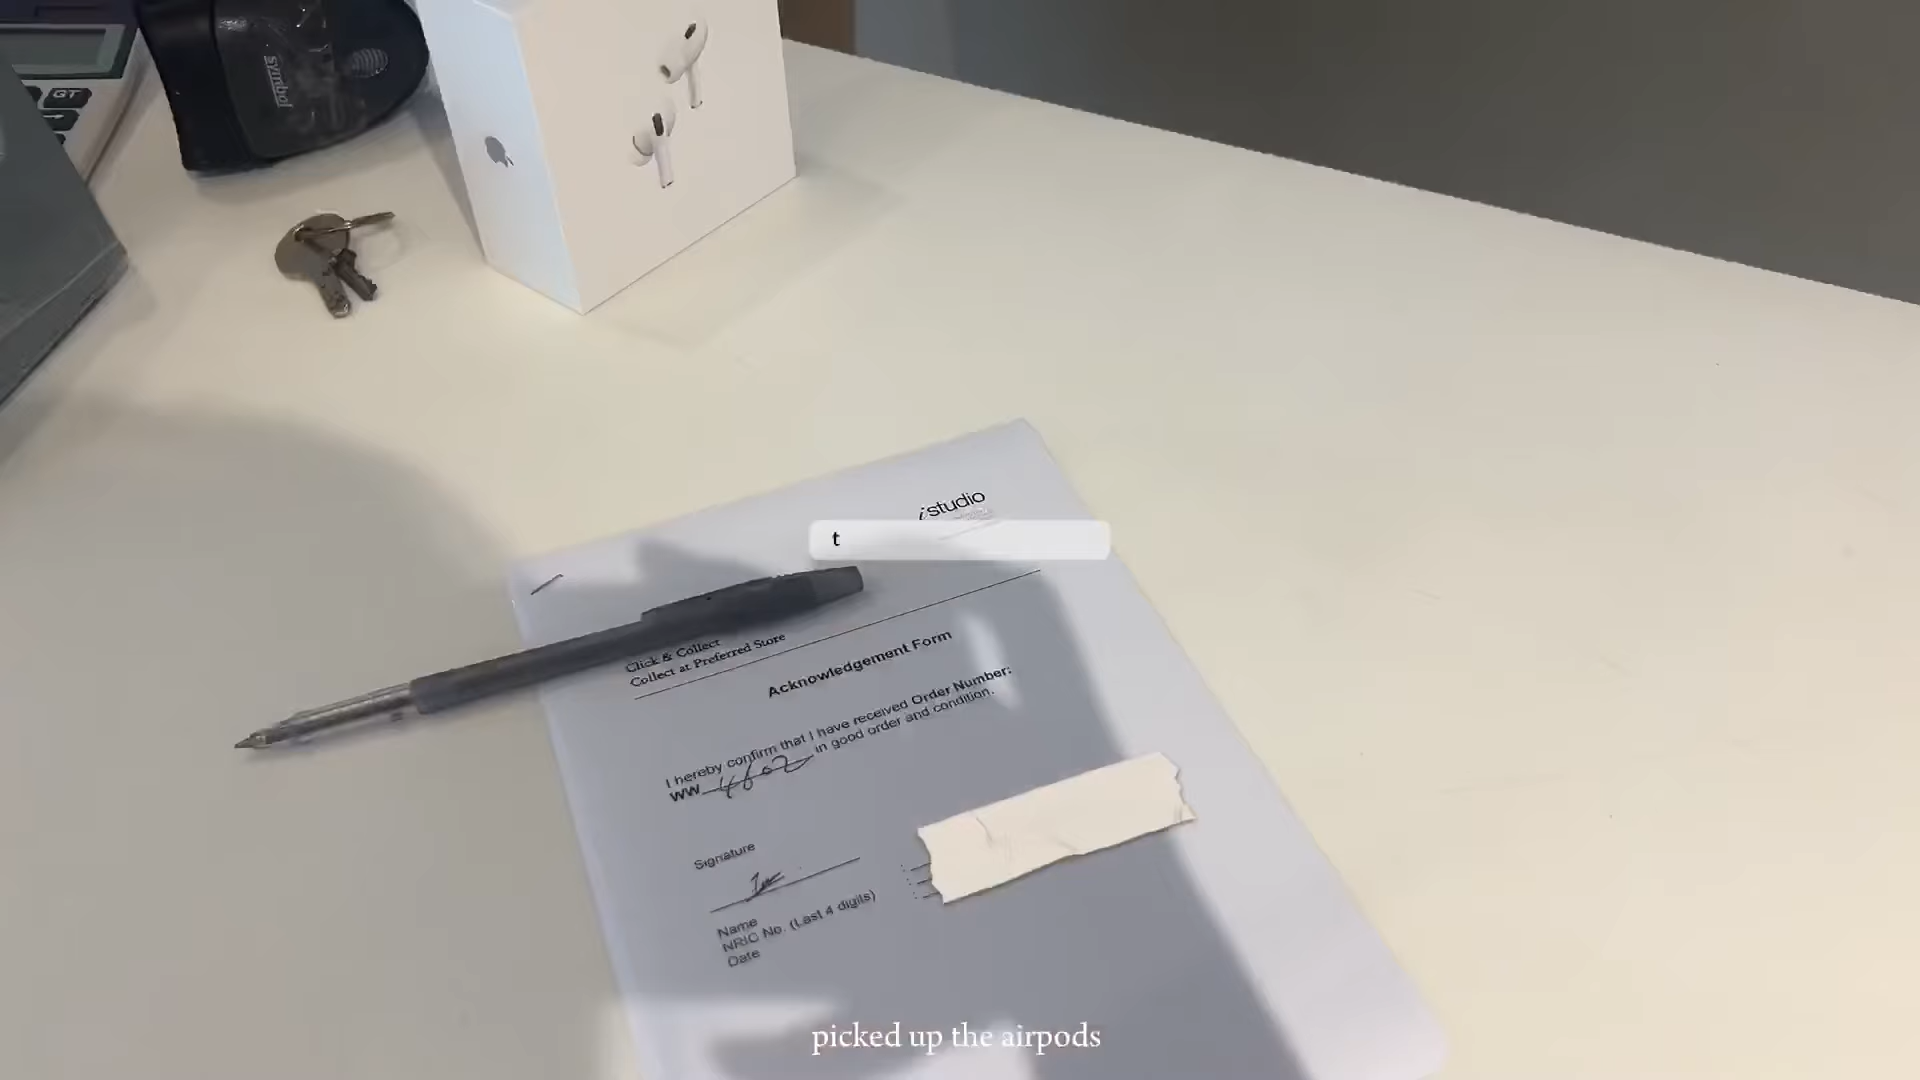 GT
symbol
istudio
t
Click & Collect
Collect at Preferred Store
Acknowledgement Form
I hereby confirm that I have received Order Number:
WW 4602 in good order and condition.
Signature
Name
NRIC No. (Last 4 digits)
Date
picked up the airpods